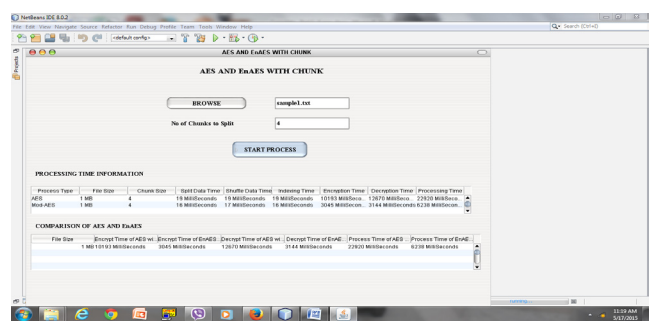 NetBeans IDE 8.0.2
File Edit View Navigate Source Refactor Run Debug Profile Team Tools Window Help
Search (Ctrl+I)
<default config>
Projects
AES AND EnAES WITH CHUNK
AES AND EnAES WITH CHUNK
BROWSE sample1.txt
No of Chunks to Split 4
START PROCESS
PROCESSING TIME INFORMATION
Process Type File Size Chunk Size Split Data Time Shuffle Data Time Indexing Time Encryption Time Decryption Time Processing Time
AES 1 MB 4 19 MilliSeconds 19 MilliSeconds 19 MilliSeconds 10193 MilliSeco... 12670 MilliSeco... 22920 MilliSeco...
Mod-AES 1 MB 4 16 MilliSeconds 17 MilliSeconds 16 MilliSeconds 3045 MilliSecon... 3144 MilliSeconds 6238 MilliSecon...
COMPARISON OF AES AND EnAES
File Size Encrypt Time of AES wi... Encrypt Time of EnAES... Decrypt Time of AES wi... Decrypt Time of EnAE... Process Time of AES ... Process Time of EnAE...
1 MB 10193 MilliSeconds 3045 MilliSeconds 12670 MilliSeconds 3144 MilliSeconds 22920 MilliSeconds 6238 MilliSeconds
running...
11:19 AM
5/17/2015